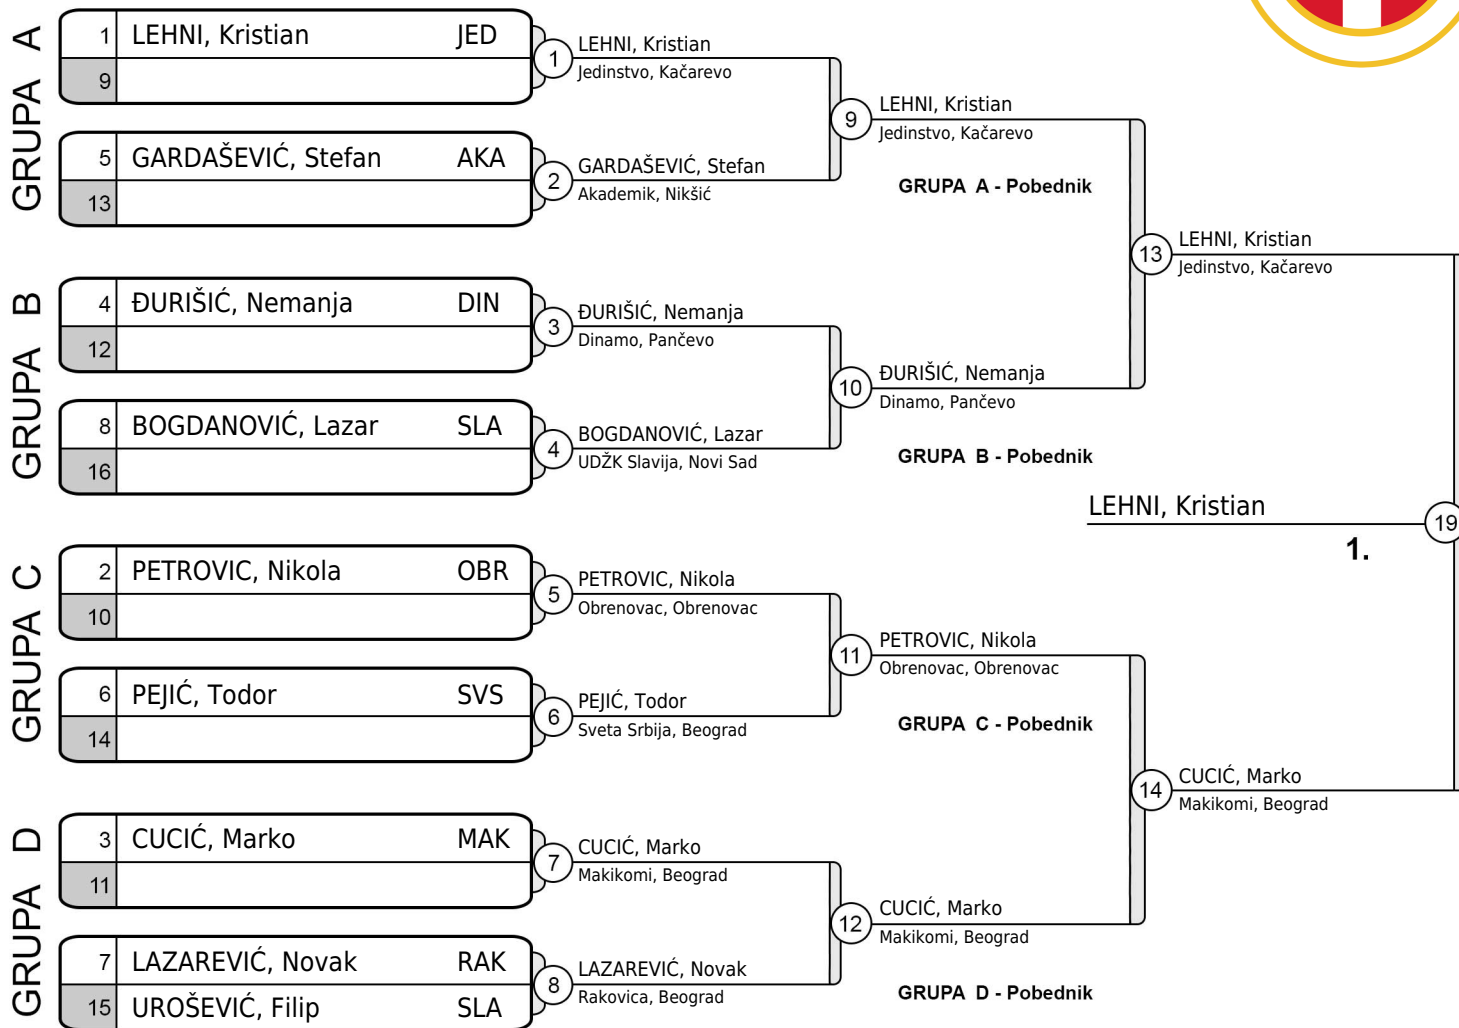 GRUPA A
1 LEHNI, Kristian JED
9
5 GARDAŠEVIĆ, Stefan AKA
13
GRUPA B
4 ĐURIŠIĆ, Nemanja DIN
12
8 BOGDANOVIĆ, Lazar SLA
16
GRUPA C
2 PETROVIC, Nikola OBR
10
6 PEJIĆ, Todor SVS
14
GRUPA D
3 CUCIĆ, Marko MAK
11
7 LAZAREVIĆ, Novak RAK
15 UROŠEVIĆ, Filip SLA
1 LEHNI, Kristian
Jedinstvo, Kačarevo
2 GARDAŠEVIĆ, Stefan
Akademik, Nikšić
3 ĐURIŠIĆ, Nemanja
Dinamo, Pančevo
4 BOGDANOVIĆ, Lazar
UDŽK Slavija, Novi Sad
5 PETROVIC, Nikola
Obrenovac, Obrenovac
6 PEJIĆ, Todor
Sveta Srbija, Beograd
7 CUCIĆ, Marko
Makikomi, Beograd
8 LAZAREVIĆ, Novak
Rakovica, Beograd
9 LEHNI, Kristian
Jedinstvo, Kačarevo
GRUPA A - Pobednik
10 ĐURIŠIĆ, Nemanja
Dinamo, Pančevo
GRUPA B - Pobednik
11 PETROVIC, Nikola
Obrenovac, Obrenovac
GRUPA C - Pobednik
12 CUCIĆ, Marko
Makikomi, Beograd
GRUPA D - Pobednik
13 LEHNI, Kristian
Jedinstvo, Kačarevo
14 CUCIĆ, Marko
Makikomi, Beograd
LEHNI, Kristian 19
1.